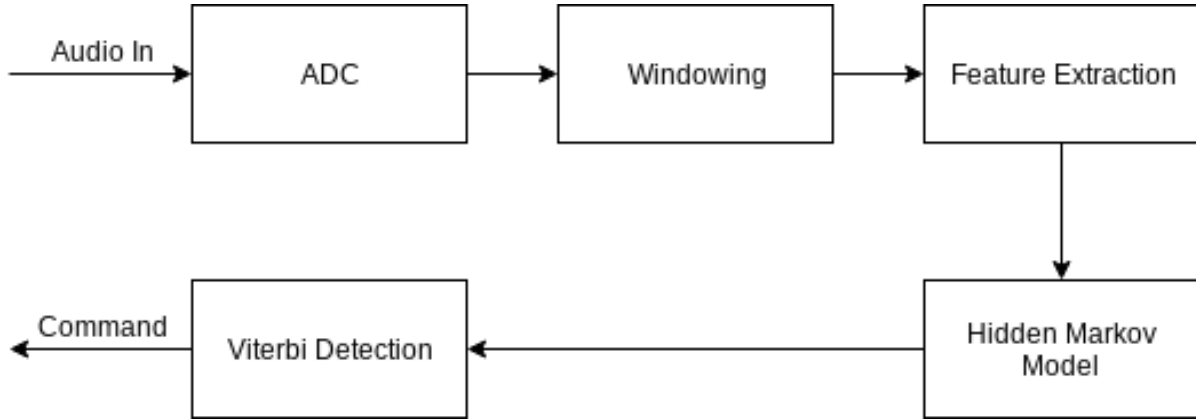 Audio In
ADC
Windowing
Feature Extraction
Command
Viterbi Detection
Hidden Markov
Model